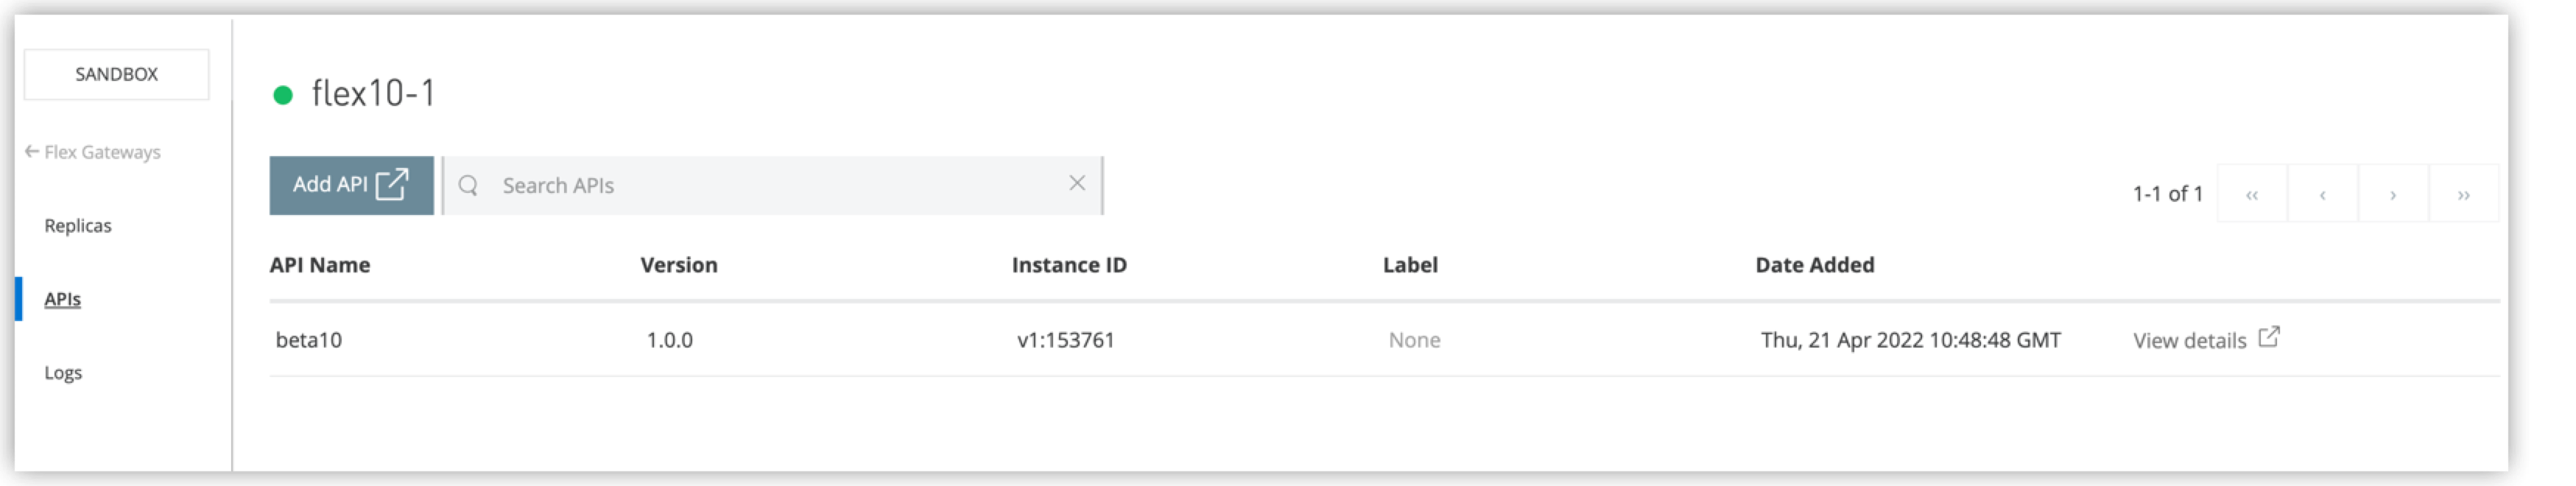 SANDBOX
← Flex Gateways
Replicas
APIs
Logs
flex10-1
Add API
Search APIs
1-1 of 1 « ‹ › »
API Name Version Instance ID Label Date Added
beta10 1.0.0 v1:153761 None Thu, 21 Apr 2022 10:48:48 GMT View details